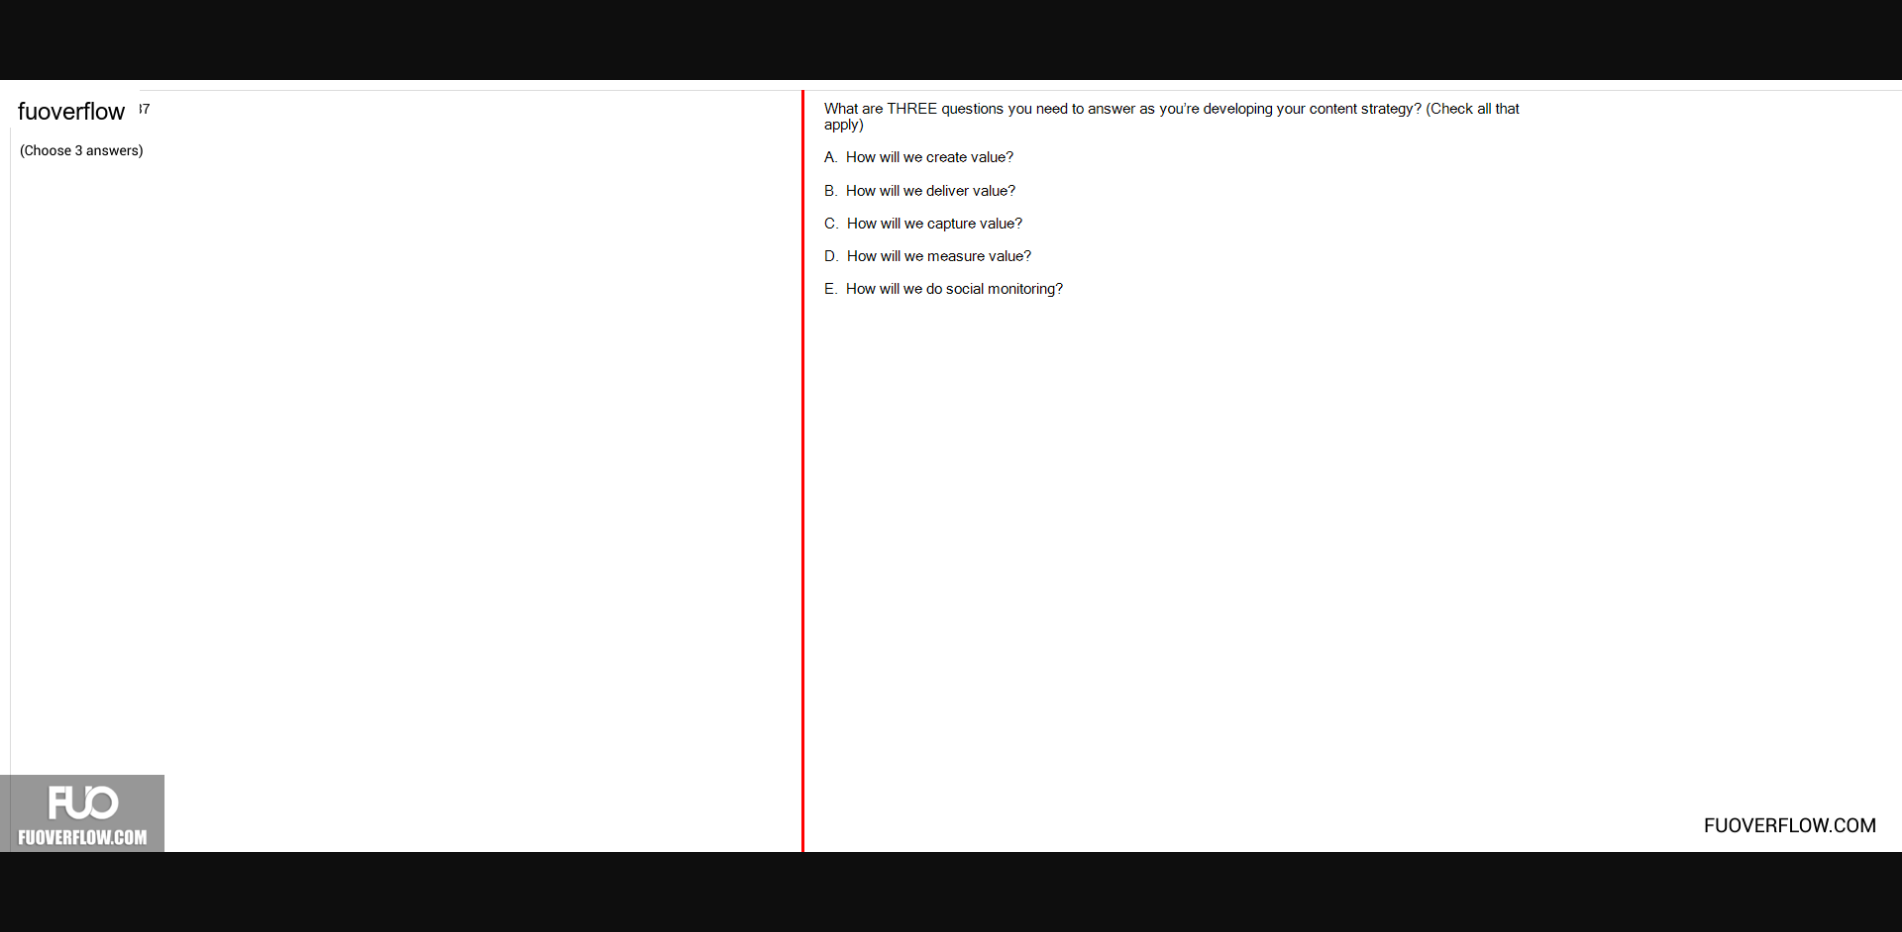 fuoverflow 37
(Choose 3 answers)
What are THREE questions you need to answer as you're developing your content strategy? (Check all that
apply)
A. How will we create value?
B. How will we deliver value?
C. How will we capture value?
D. How will we measure value?
E. How will we do social monitoring?
FUO
FUOVERFLOW.COM
FUOVERFLOW.COM